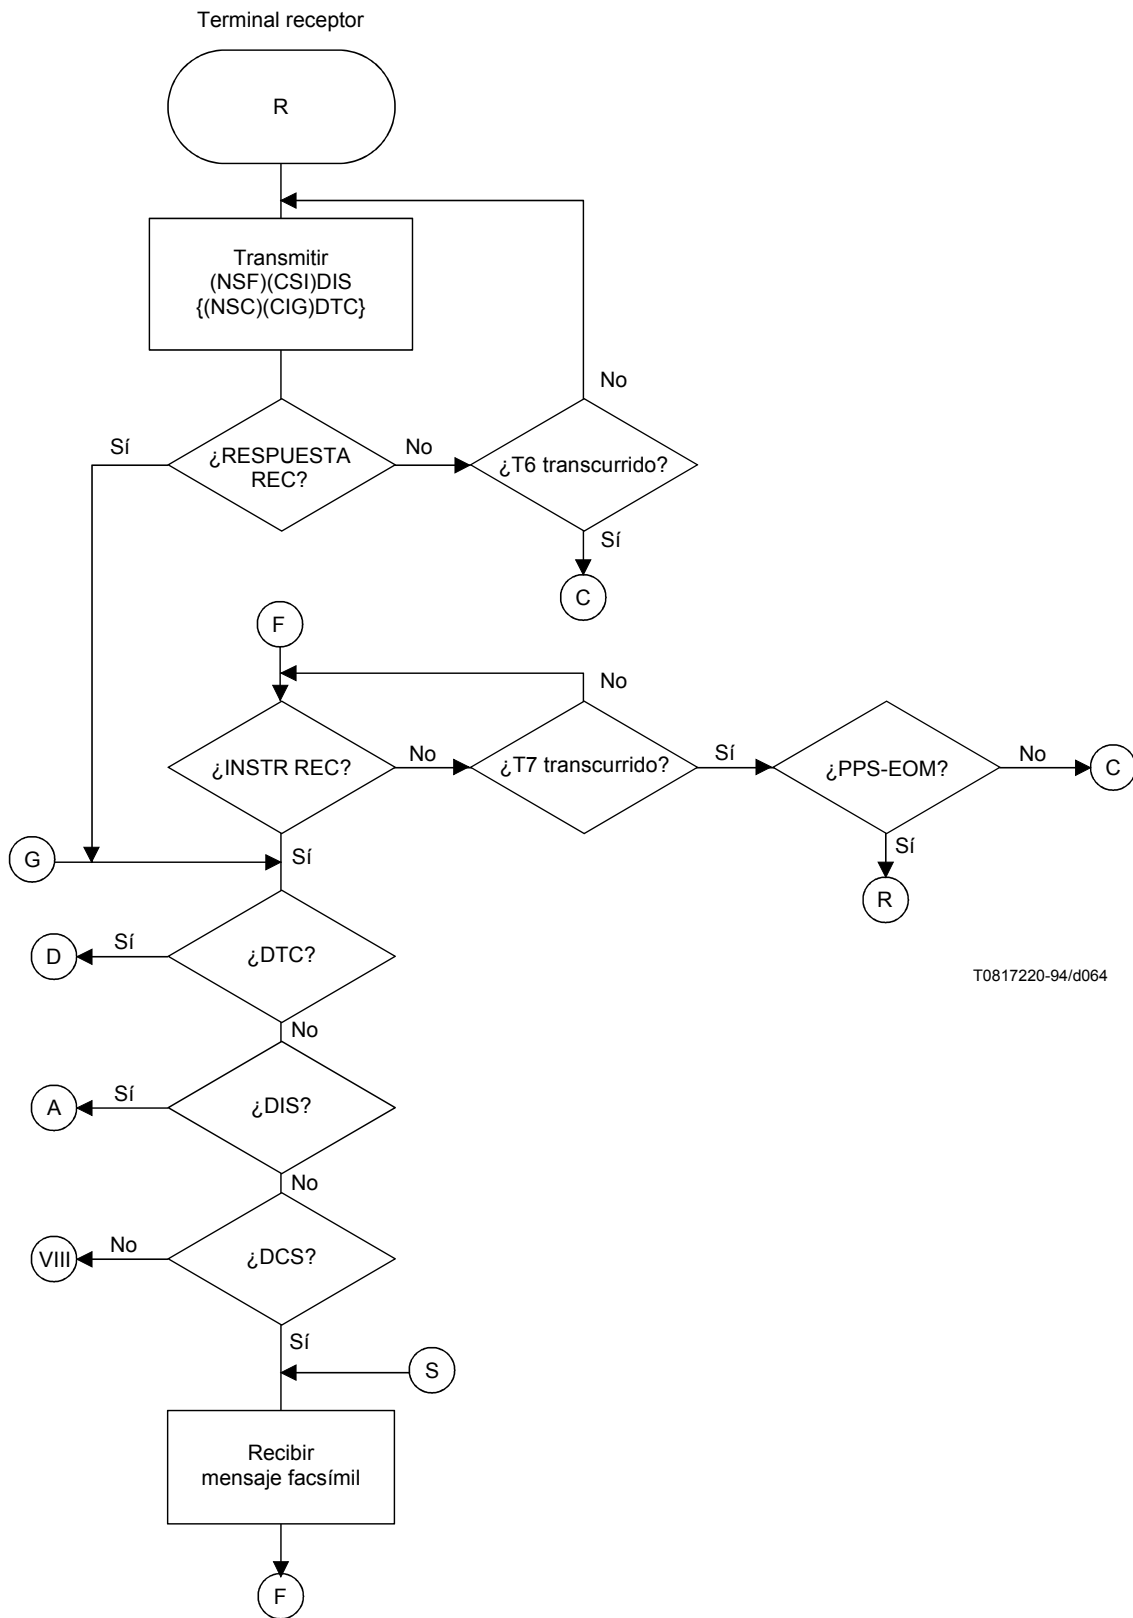 Terminal receptor
R
Transmitir
(NSF)(CSI)DIS
{(NSC)(CIG)DTC}
No
Sí
¿RESPUESTA
REC?
No
¿T6 transcurrido?
Sí
C
F
No
¿INSTR REC?
No
¿T7 transcurrido?
Sí
¿PPS-EOM?
No
C
G
Sí
Sí
R
D
Sí
¿DTC?
T0817220-94/d064
No
A
Sí
¿DIS?
No
VIII
No
¿DCS?
Sí
S
Recibir
mensaje facsímil
F